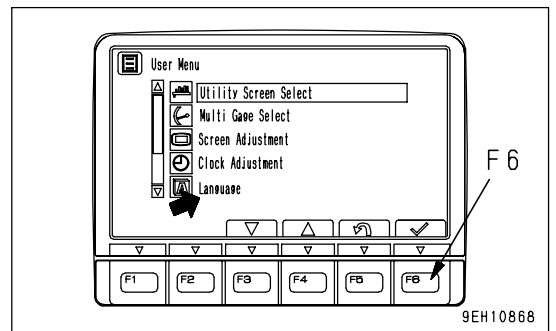 User Menu
Utility Screen Select
Multi Gage Select
Screen Adjustment
Clock Adjustment
A Language
F6
F1 F2 F3 F4 F5 F6
9EH10868